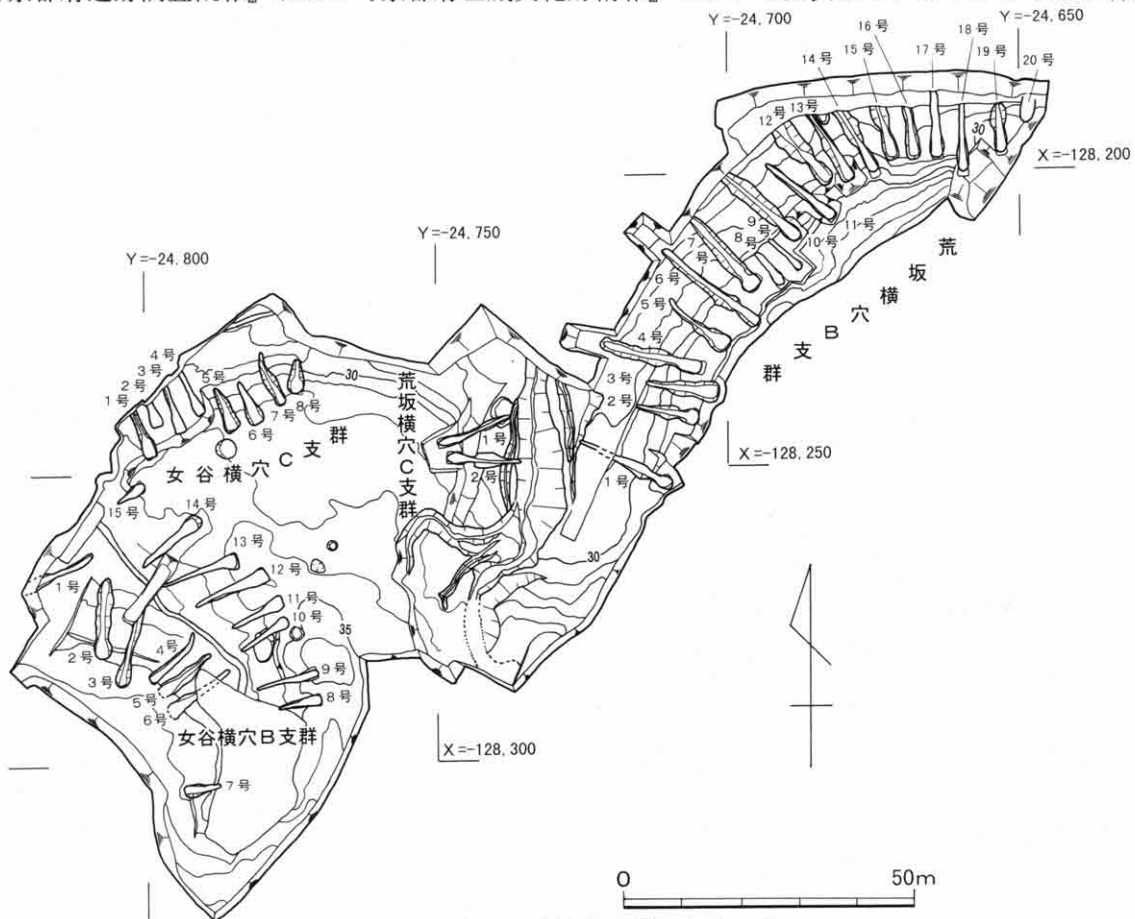 Y=-24,700
Y=-24,650
16号
18号
15号
17号
19号
14号
20号
13号
12号
30
X=-128,200
11号
10号
9号
8号
7号
6号
5号
4号
3号
2号
1号
荒坂横穴B支群
X=-128,250
30
Y=-24,750
荒坂横穴C支群
1号
2号
Y=-24,800
4号
3号
2号
1号
5号
6号
7号
8号
30
女谷横穴C支群
15号
14号
13号
12号
11号
10号
35
9号
8号
1号
2号
3号
4号
5号
6号
女谷横穴B支群
7号
X=-128,300
0 50m